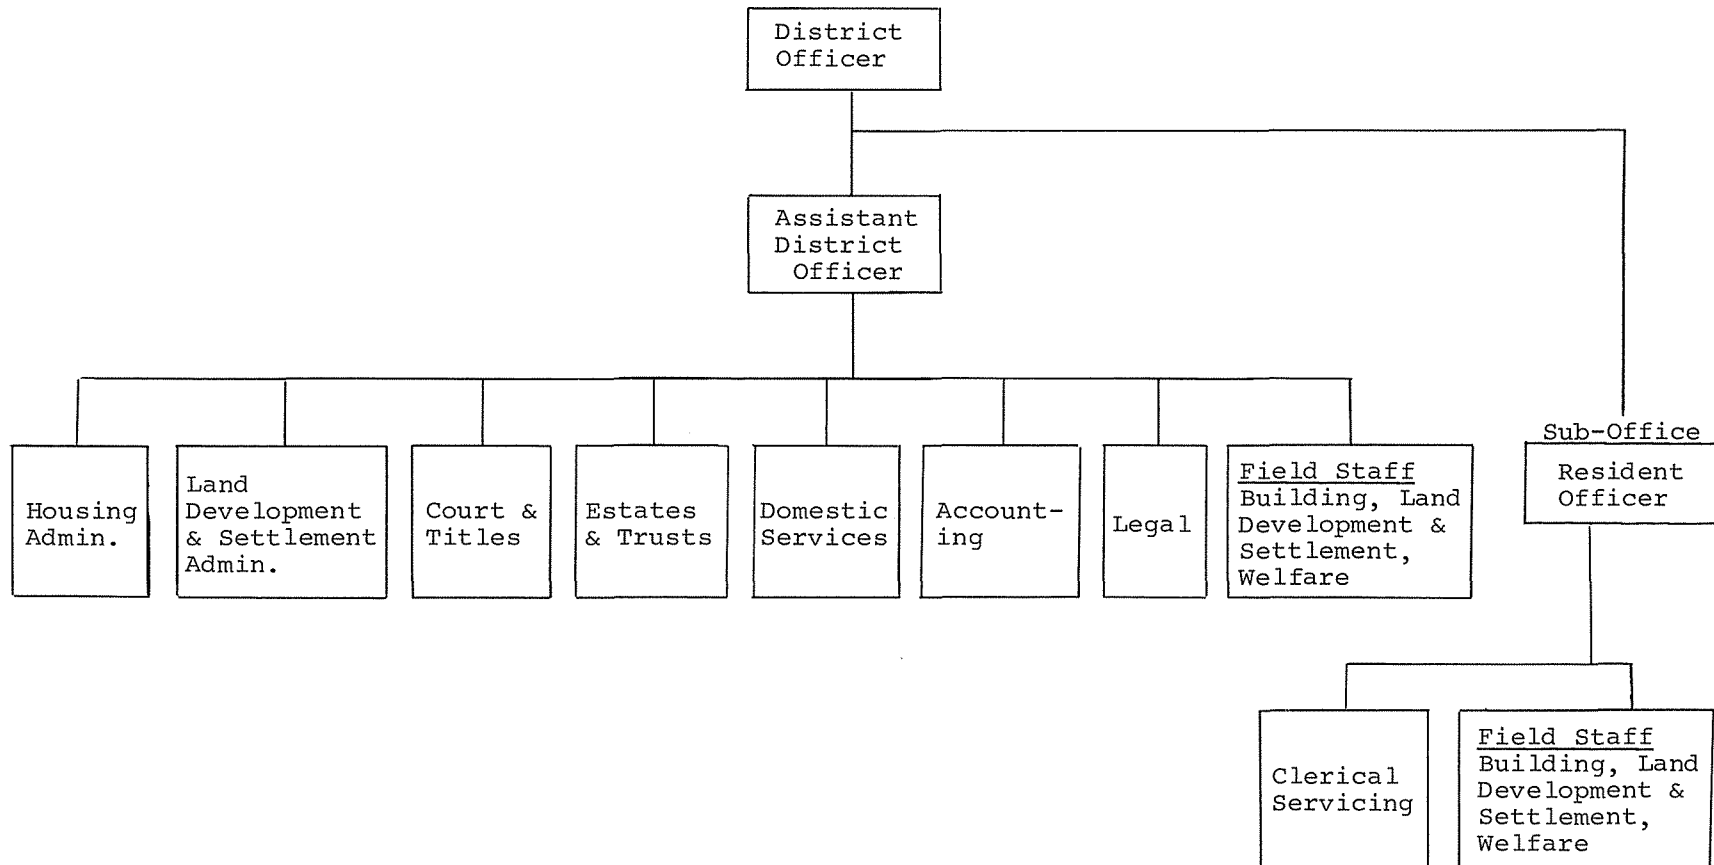 District
Officer
Assistant
District
Officer
Housing
Admin.
Land
Development
& Settlement
Admin.
Court &
Titles
Estates
& Trusts
Domestic
Services
Account-
ing
Legal
Field Staff
Building, Land
Development &
Settlement,
Welfare
Sub-Office
Resident
Officer
Clerical
Servicing
Field Staff
Building, Land
Development &
Settlement,
Welfare